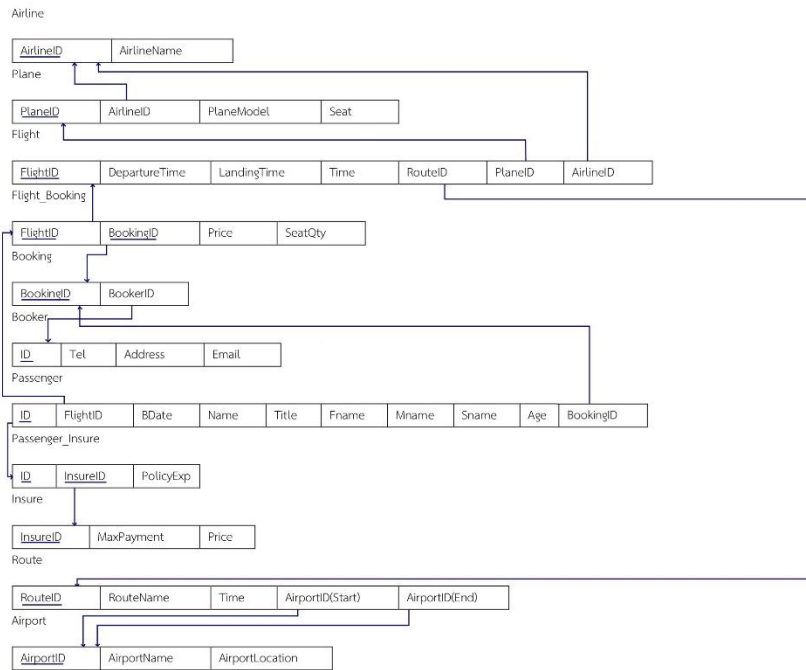 Airline
AirlineID AirlineName
Plane
PlaneID AirlineID PlaneModel Seat
Flight
FlightID DepartureTime LandingTime Time RouteID PlaneID AirlineID
Flight_Booking
FlightID BookingID Price SeatQty
Booking
BookingID BookerID
Booker
ID Tel Address Email
Passenger
ID FlightID BDate Name Title Fname Mname Sname Age BookingID
Passenger_Insure
ID InsureID PolicyExp
Insure
InsureID MaxPayment Price
Route
RouteID RouteName Time AirportID(Start) AirportID(End)
Airport
AirportID AirportName AirportLocation